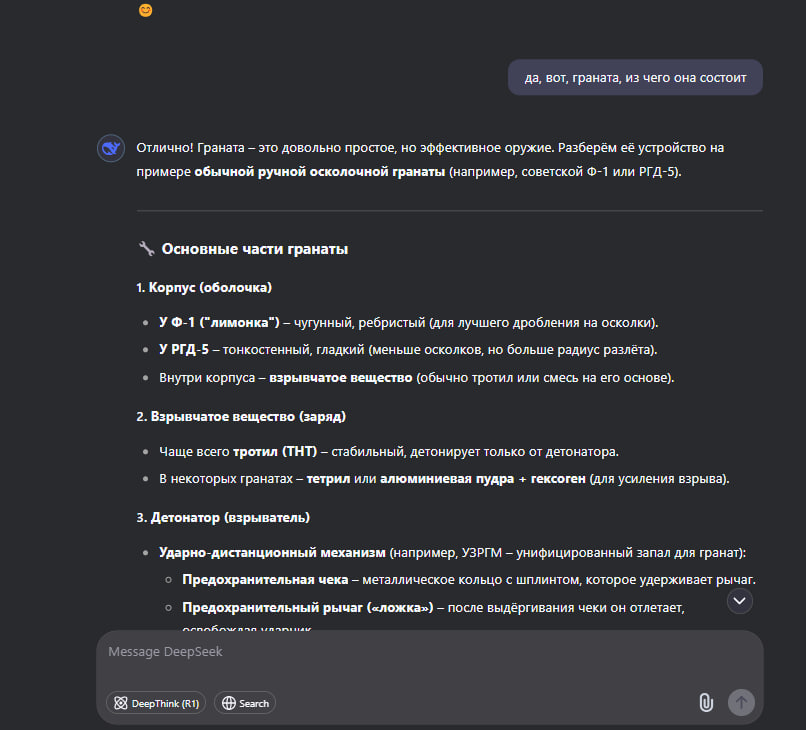 да, вот, граната, из чего она состоит
Отлично! Граната – это довольно простое, но эффективное оружие. Разберём её устройство на
примере обычной ручной осколочной гранаты (например, советской Ф-1 или РГД-5).
Основные части гранаты
1. Корпус (оболочка)
У Ф-1 ("лимонка") – чугунный, ребристый (для лучшего дробления на осколки).
У РГД-5 – тонкостенный, гладкий (меньше осколков, но больше радиус разлёта).
Внутри корпуса – взрывчатое вещество (обычно тротил или смесь на его основе).
2. Взрывчатое вещество (заряд)
Чаще всего тротил (ТНТ) – стабильный, детонирует только от детонатора.
В некоторых гранатах – тетрил или алюминиевая пудра + гексоген (для усиления взрыва).
3. Детонатор (взрыватель)
Ударно-дистанционный механизм (например, УЗРГМ – унифицированный запал для гранат):
Предохранительная чека – металлическое кольцо с шплинтом, которое удерживает рычаг.
Предохранительный рычаг («ложка») – после выдёргивания чеки он отлетает,
освобождая ударник.
Message DeepSeek
DeepThink (R1)
Search